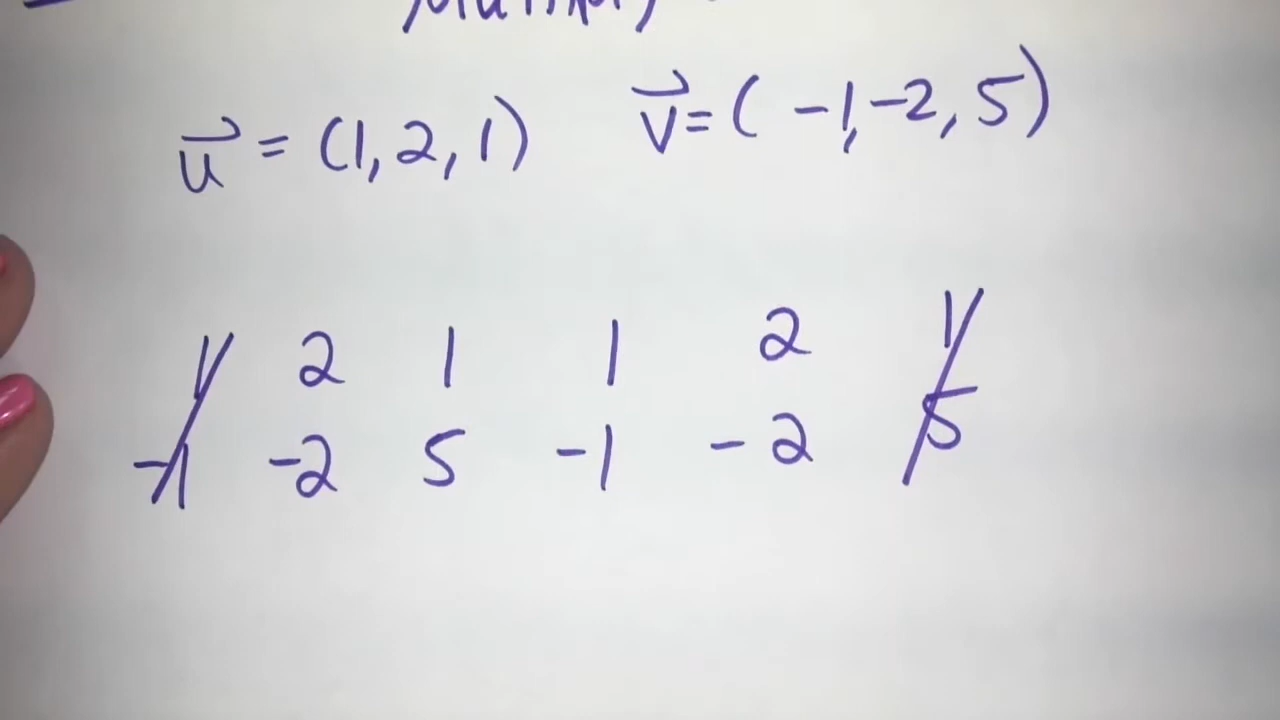 u⃗ = (1, 2, 1) v⃗ = (-1, -2, 5)
1 2 1 1 2 1
-1 -2 5 -1 -2 5